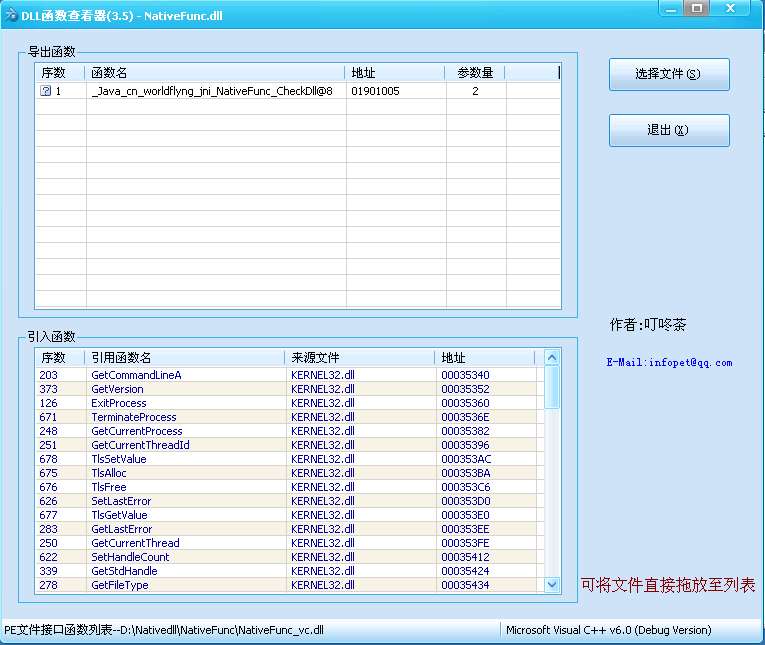 DLL函数查看器(3.5) - NativeFunc.dll
导出函数
序数 函数名 地址 参数量
1 _Java_cn_worldflyng_jni_NativeFunc_CheckDll@8 01901005 2
选择文件(S)
退出(X)
作者:叮咚茶
E-Mail:infopet@qq.com
引入函数
序数 引用函数名 来源文件 地址
203 GetCommandLineA KERNEL32.dll 00035340
373 GetVersion KERNEL32.dll 00035352
126 ExitProcess KERNEL32.dll 00035360
671 TerminateProcess KERNEL32.dll 0003536E
248 GetCurrentProcess KERNEL32.dll 00035382
251 GetCurrentThreadId KERNEL32.dll 00035396
678 TlsSetValue KERNEL32.dll 000353AC
675 TlsAlloc KERNEL32.dll 000353BA
676 TlsFree KERNEL32.dll 000353C6
626 SetLastError KERNEL32.dll 000353D0
677 TlsGetValue KERNEL32.dll 000353E0
283 GetLastError KERNEL32.dll 000353EE
250 GetCurrentThread KERNEL32.dll 000353FE
622 SetHandleCount KERNEL32.dll 00035412
339 GetStdHandle KERNEL32.dll 00035424
278 GetFileType KERNEL32.dll 00035434
可将文件直接拖放至列表
PE文件接口函数列表--D:\Nativedll\NativeFunc\NativeFunc_vc.dll
Microsoft Visual C++ v6.0 (Debug Version)